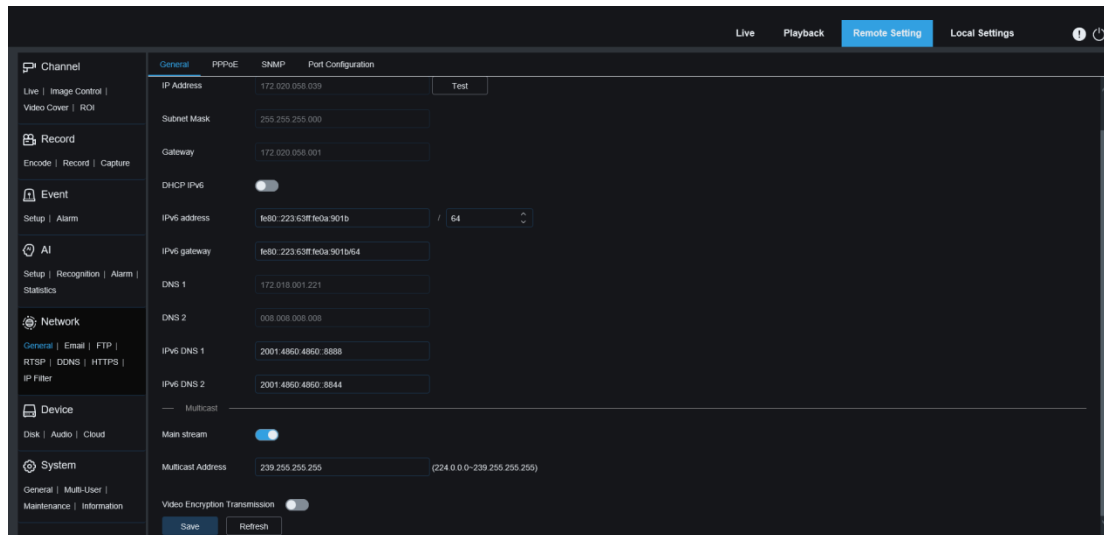 Live Playback Remote Setting Local Settings
Channel
Live | Image Control |
Video Cover | ROI
Record
Encode | Record | Capture
Event
Setup | Alarm
AI
Setup | Recognition | Alarm |
Statistics
Network
General | Email | FTP |
RTSP | DDNS | HTTPS |
IP Filter
Device
Disk | Audio | Cloud
System
General | Multi-User |
Maintenance | Information
General PPPoE SNMP Port Configuration
IP Address 172.020.058.039 Test
Subnet Mask 255.255.255.000
Gateway 172.020.058.001
DHCP IPv6
IPv6 address fe80::223:63ff:fe0a:901b / 64
IPv6 gateway fe80::223:63ff:fe0a:901b/64
DNS 1 172.018.001.221
DNS 2 008.008.008.008
IPv6 DNS 1 2001:4860:4860::8888
IPv6 DNS 2 2001:4860:4860::8844
Multicast
Main stream
Multicast Address 239.255.255.255 (224.0.0.0~239.255.255.255)
Video Encryption Transmission
Save Refresh